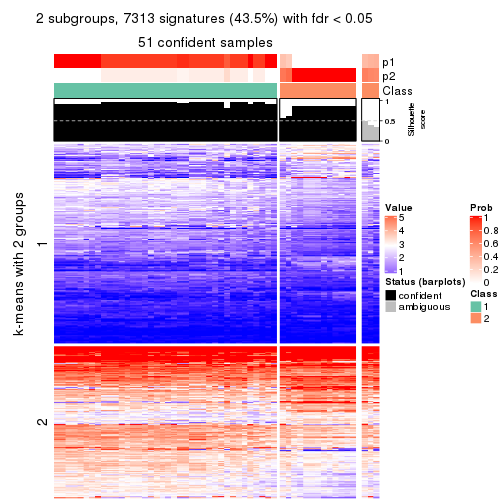 2 subgroups, 7313 signatures (43.5%) with fdr < 0.05
51 confident samples
p1
p2
Class
1
0.5
0
Silhouette
score
k-means with 2 groups
1
2
Value
5
4
3
2
1
Status (barplots)
confident
ambiguous
Prob
1
0.8
0.6
0.4
0.2
0
Class
1
2